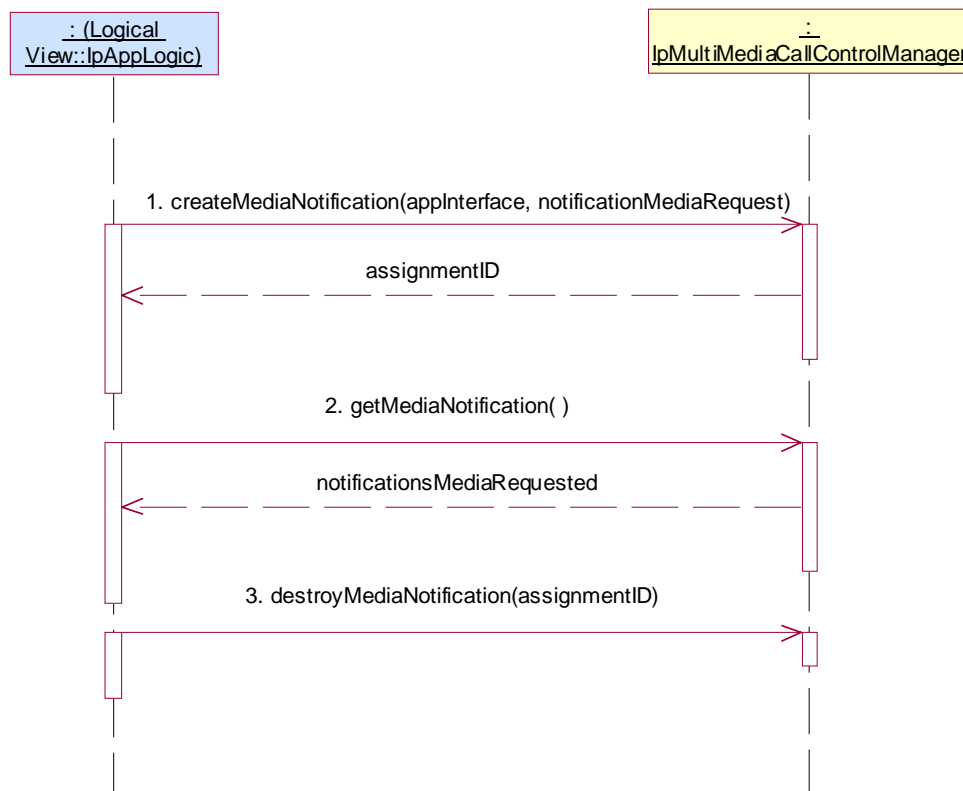 : (Logical
View::IpAppLogic)
:
IpMultiMediaCallControlManager
1. createMediaNotification(appInterface, notificationMediaRequest)
assignmentID
2. getMediaNotification( )
notificationsMediaRequested
3. destroyMediaNotification(assignmentID)